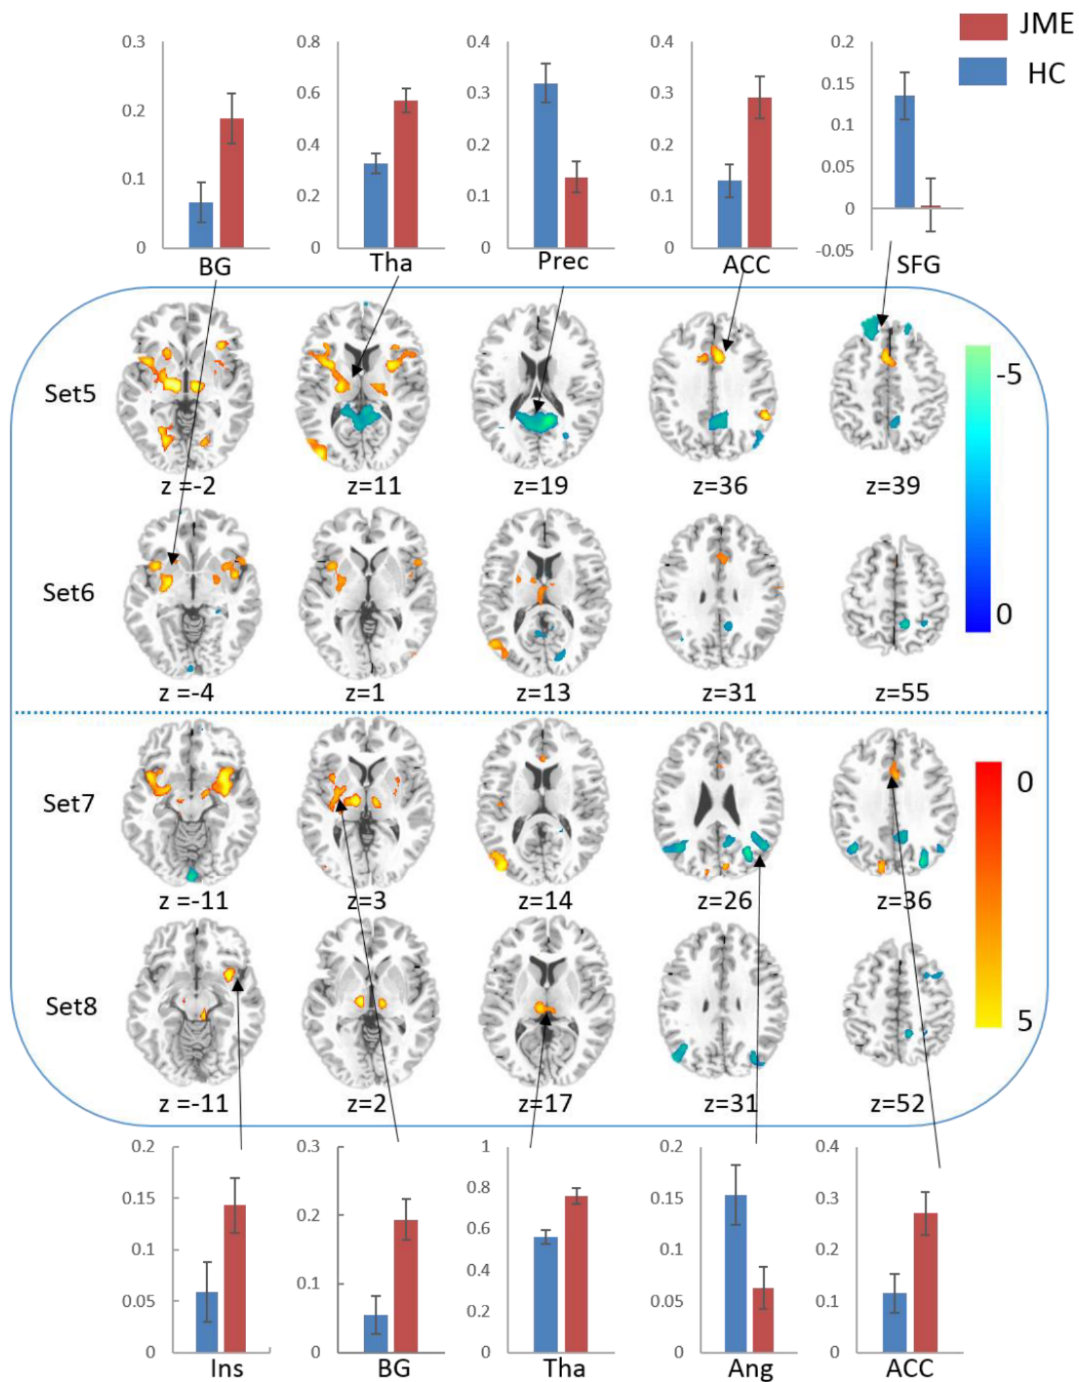 JME
HC
0.3
0.2
0.1
0
BG
0.8
0.6
0.4
0.2
0
Tha
0.4
0.3
0.2
0.1
0
Prec
0.4
0.3
0.2
0.1
0
ACC
0.2
0.15
0.1
0.05
0
-0.05
SFG
Set5
z =-2
z=11
z=19
z=36
z=39
-5
0
Set6
z =-4
z=1
z=13
z=31
z=55
Set7
z =-11
z=3
z=14
z=26
z=36
0
5
Set8
z =-11
z=2
z=17
z=31
z=52
0.2
0.15
0.1
0.05
0
Ins
0.3
0.2
0.1
0
BG
1
0.8
0.6
0.4
0.2
0
Tha
0.2
0.15
0.1
0.05
0
Ang
0.4
0.3
0.2
0.1
0
ACC